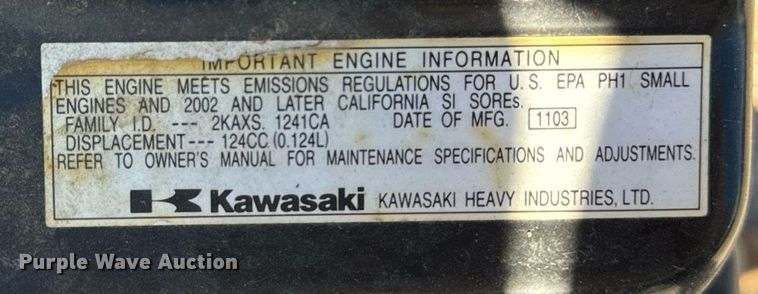 IMPORTANT ENGINE INFORMATION
THIS ENGINE MEETS EMISSIONS REGULATIONS FOR U.S. EPA PH1 SMALL
ENGINES AND 2002 AND LATER CALIFORNIA SI SOREs.
FAMILY I.D. --- 2KAXS. 1241CA DATE OF MFG. 1103
DISPLACEMENT --- 124CC (0.124L)
REFER TO OWNER'S MANUAL FOR MAINTENANCE SPECIFICATIONS AND ADJUSTMENTS.
Kawasaki KAWASAKI HEAVY INDUSTRIES, LTD.
Purple Wave Auction